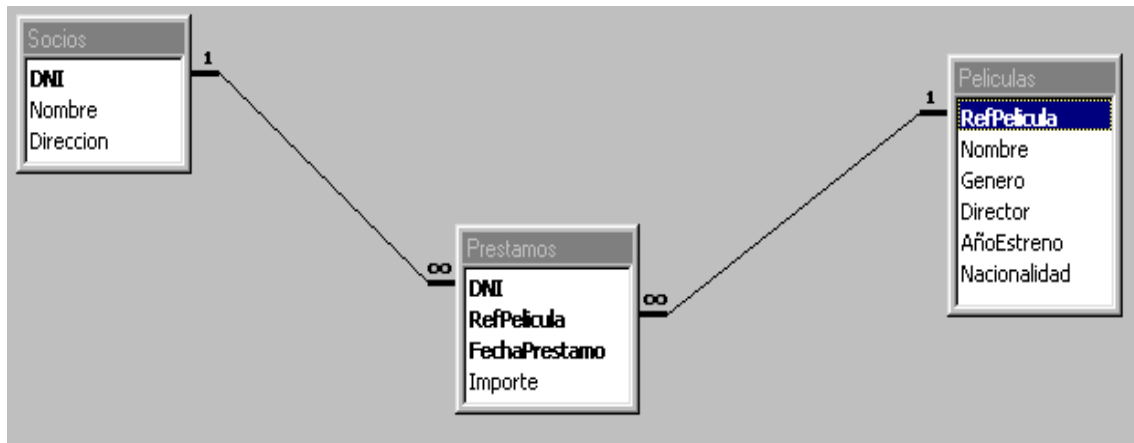 Socios
DNI
Nombre
Direccion
1
1
Peliculas
RefPelicula
Nombre
Genero
Director
AñoEstreno
Nacionalidad
∞
∞
Prestamos
DNI
RefPelicula
FechaPrestamo
Importe